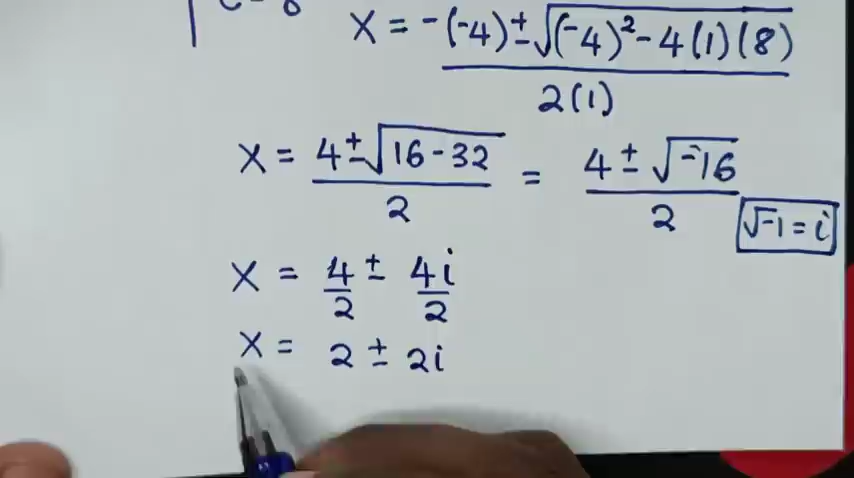 x = -(-4)±√(-4)²-4(1)(8)
2(1)
x = 4±√16-32 = 4±√-16
2 2 √-1 = i
x = 4/2 ± 4i/2
x = 2 ± 2i